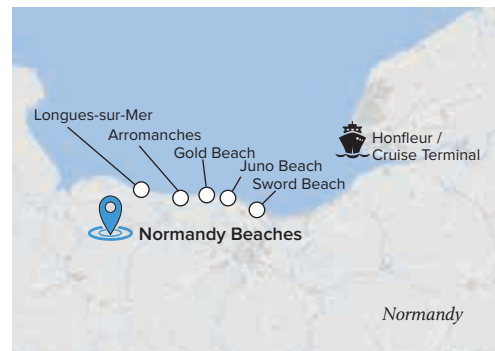 Longues-sur-Mer
Arromanches
Gold Beach
Juno Beach
Sword Beach
Honfleur /
Cruise Terminal
Normandy Beaches
Normandy